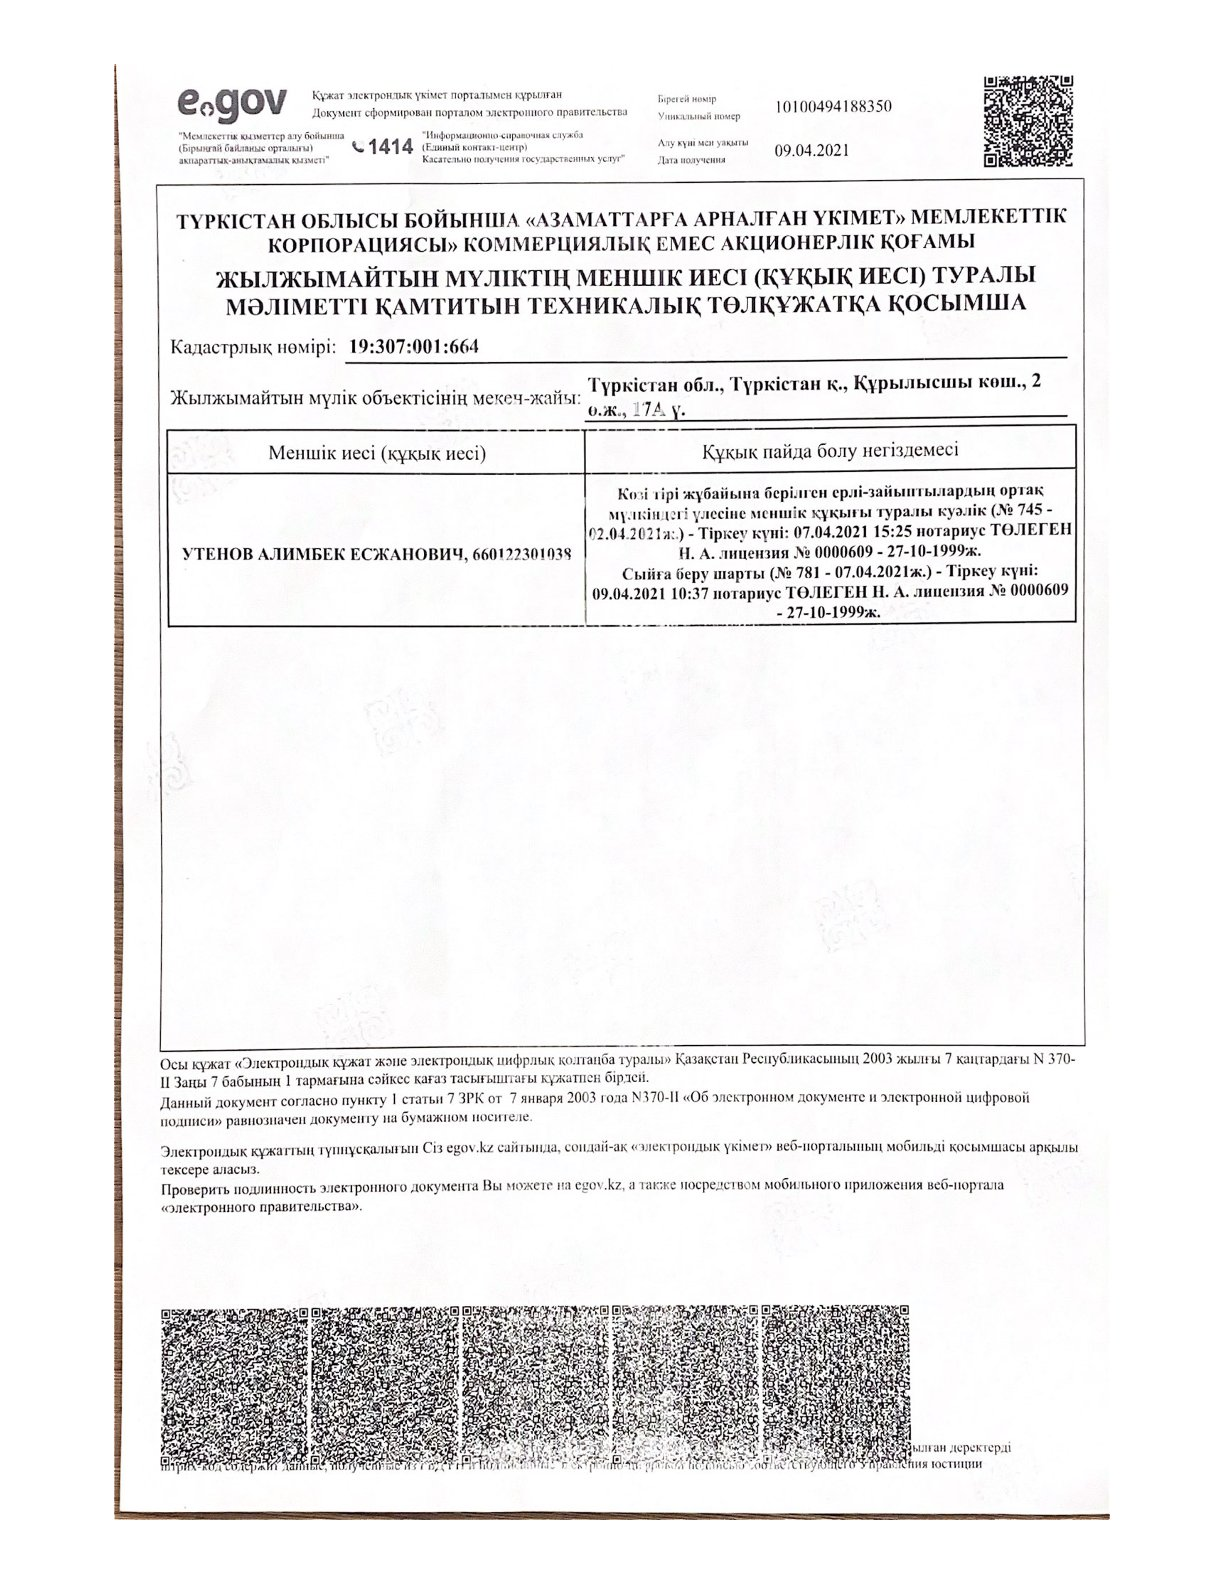 e.gov
Құжат электрондық үкімет порталымен құрылған
Документ сформирован порталом электронного правительства
"Мемлекеттік қызметтер алу бойынша
(Бірыңғай байланыс орталығы)
ақпараттық-анықтамалық қызметі"
1414
"Информационно-справочная служба
(Единый контакт-центр)
Касательно получения государственных услуг"
Бірегей нөмір
Уникальный номер
10100494188350
Алу күні мен уақыты
Дата получения
09.04.2021
ТҮРКІСТАН ОБЛЫСЫ БОЙЫНША «АЗАМАТТАРҒА АРНАЛҒАН ҮКІМЕТ» МЕМЛЕКЕТТІК
КОРПОРАЦИЯСЫ» КОММЕРЦИЯЛЫҚ ЕМЕС АКЦИОНЕРЛІК ҚОҒАМЫ
ЖЫЛЖЫМАЙТЫН МҮЛІКТІҢ МЕНШІК ИЕСІ (ҚҰҚЫҚ ИЕСІ) ТУРАЛЫ
МӘЛІМЕТТІ ҚАМТИТЫН ТЕХНИКАЛЫҚ ТӨЛҚҰЖАТҚА ҚОСЫМША
Кадастрлық нөмірі: 19:307:001:664
Жылжымайтын мүлік объектісінің мекен-жайы:
Түркістан обл., Түркістан қ., Құрылысшы көш., 2
о.ж., 17А ү.
Меншік иесі (құқық иесі)
Құқық пайда болу негіздемесі
УТЕНОВ АЛИМБЕК ЕСЖАНОВИЧ, 660122301038
Көзі тірі жұбайына берілген ерлі-зайыптылардың ортақ
мүлкіндегі үлесіне меншік құқығы туралы куәлік (№ 745 -
02.04.2021ж.) - Тіркеу күні: 07.04.2021 15:25 нотариус ТӨЛЕГЕН
Н. А. лицензия № 0000609 - 27-10-1999ж.
Сыйға беру шарты (№ 781 - 07.04.2021ж.) - Тіркеу күні:
09.04.2021 10:37 нотариус ТӨЛЕГЕН Н. А. лицензия № 0000609
- 27-10-1999ж.
Осы құжат «Электрондық құжат және электрондық цифрлық қолтаңба туралы» Қазақстан Республикасының 2003 жылғы 7 қаңтардағы N 370-
II Заңы 7 бабының 1 тармағына сәйкес қағаз тасығыштағы құжатпен бірдей.
Данный документ согласно пункту 1 статьи 7 ЗРК от 7 января 2003 года N370-II «Об электронном документе и электронной цифровой
подписи» равнозначен документу на бумажном носителе.
Электрондық құжаттың түпнұсқалығын Сіз egov.kz сайтында, сондай-ақ «электрондық үкімет» веб-порталының мобильді қосымшасы арқылы
тексере аласыз.
Проверить подлинность электронного документа Вы можете на egov.kz, а также посредством мобильного приложения веб-портала
«электронного правительства».
ылған деректерді
штрих-код содержит данные, полученные из соответствующего Управления юстиции